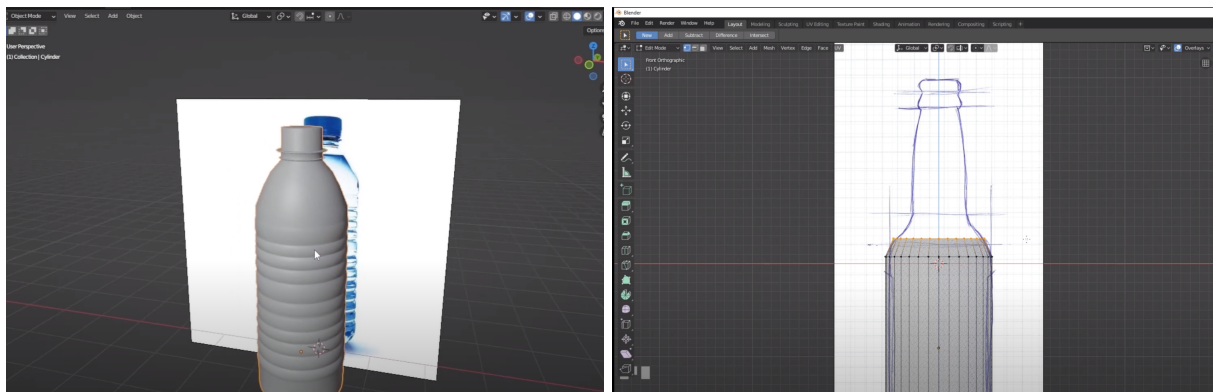 Object Mode View Select Add Object Global
Options
User Perspective
(1) Collection | Cylinder
Z
Blender
File Edit Render Window Help Layout Modeling Sculpting UV Editing Texture Paint Shading Animation Rendering Compositing Scripting +
New Add Subtract Difference Intersect
Edit Mode View Select Add Mesh Vertex Edge Face UV Global Overlays
Front Orthographic
(1) Cylinder